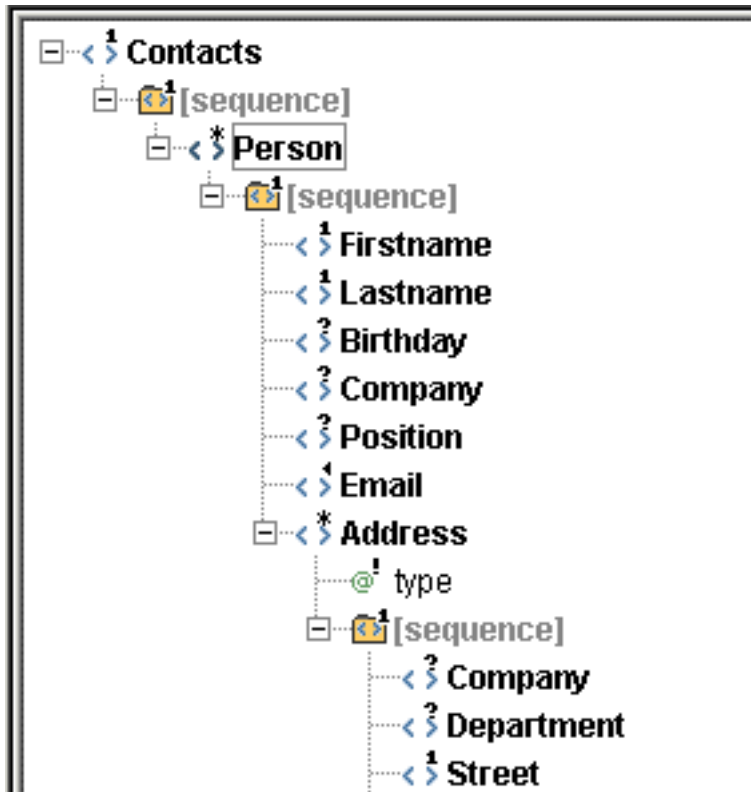 Contacts
[sequence]
Person
[sequence]
Firstname
Lastname
Birthday
Company
Position
Email
Address
type
[sequence]
Company
Department
Street